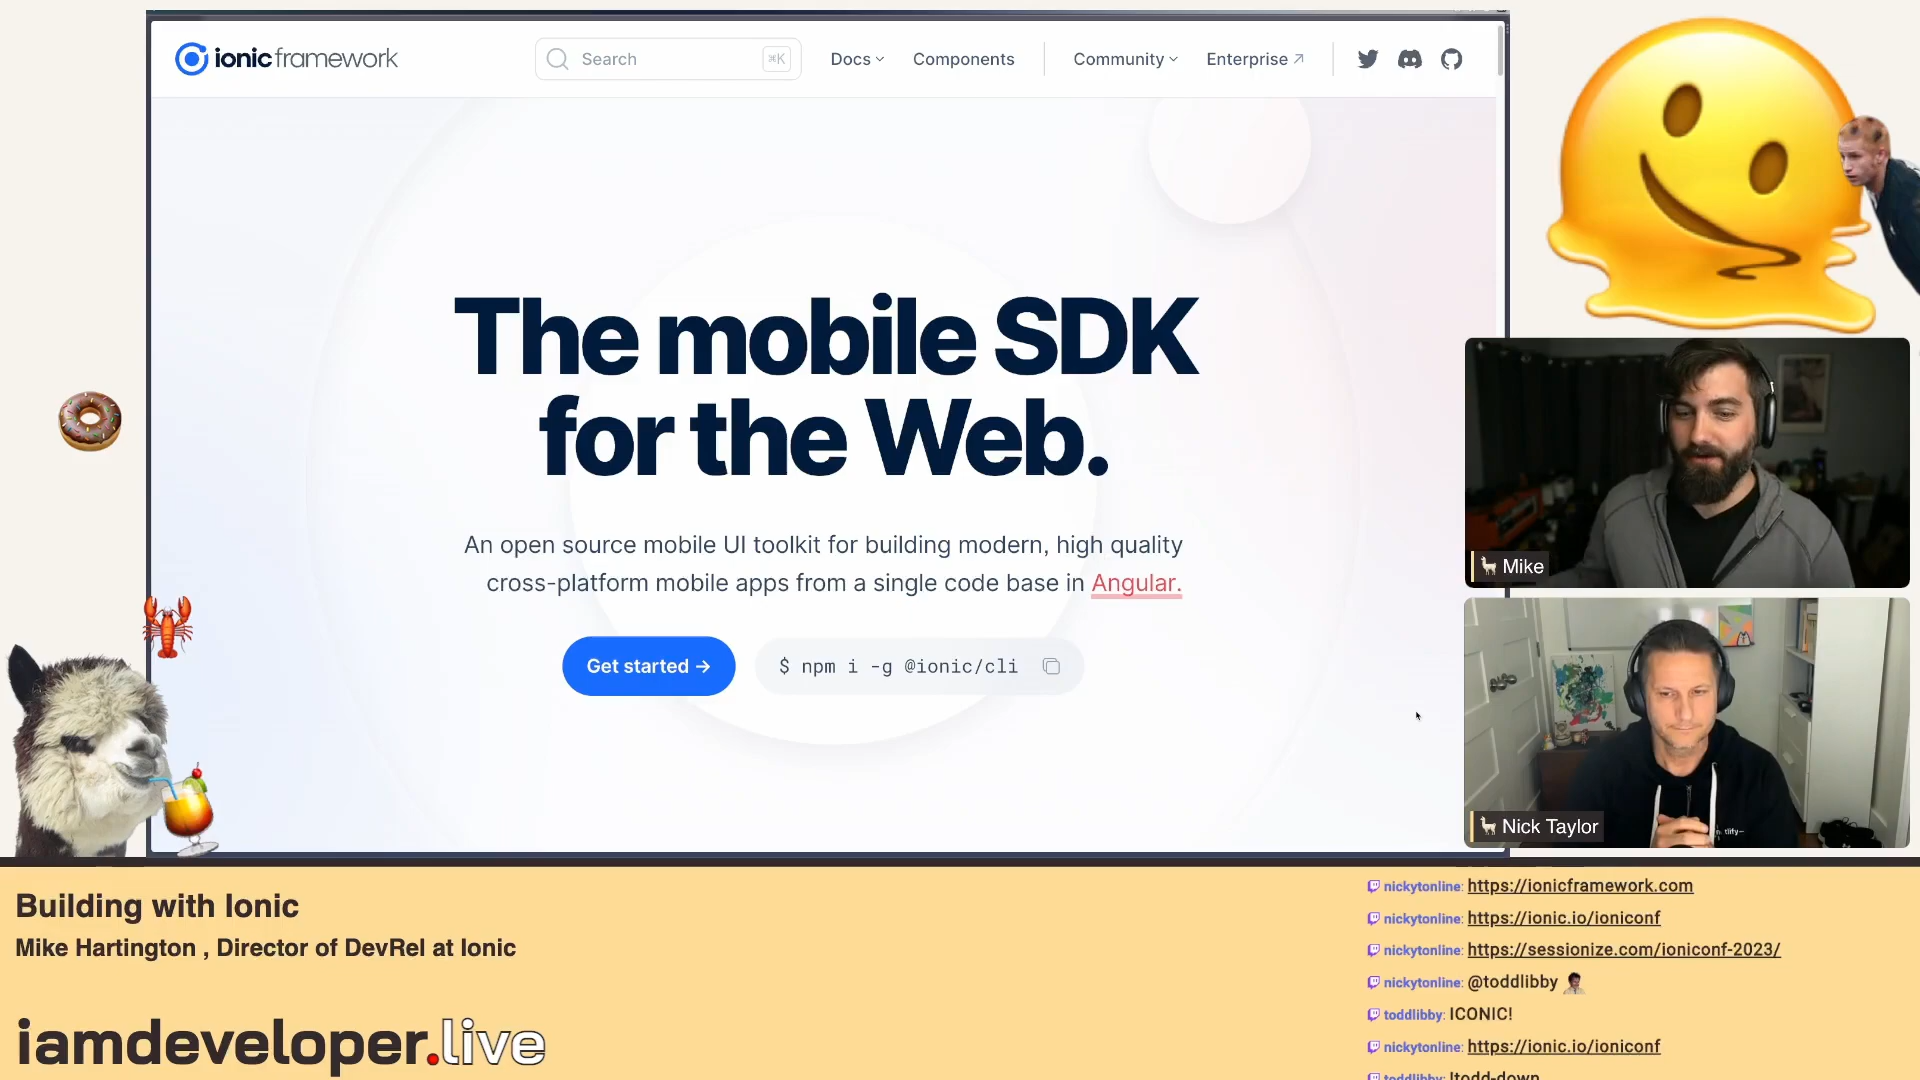 ionic framework
Search
⌘K
Docs
Components
Community
Enterprise
The mobile SDK
for the Web.
An open source mobile UI toolkit for building modern, high quality
cross-platform mobile apps from a single code base in Angular.
Get started →
$ npm i -g @ionic/cli
Mike
Nick Taylor
Building with Ionic
Mike Hartington , Director of DevRel at Ionic
iamdeveloper.live
nickytonline: https://ionicframework.com
nickytonline: https://ionic.io/ioniconf
nickytonline: https://sessionize.com/ioniconf-2023/
nickytonline: @toddlibby
toddlibby: ICONIC!
nickytonline: https://ionic.io/ioniconf
toddlibby: !todd-down